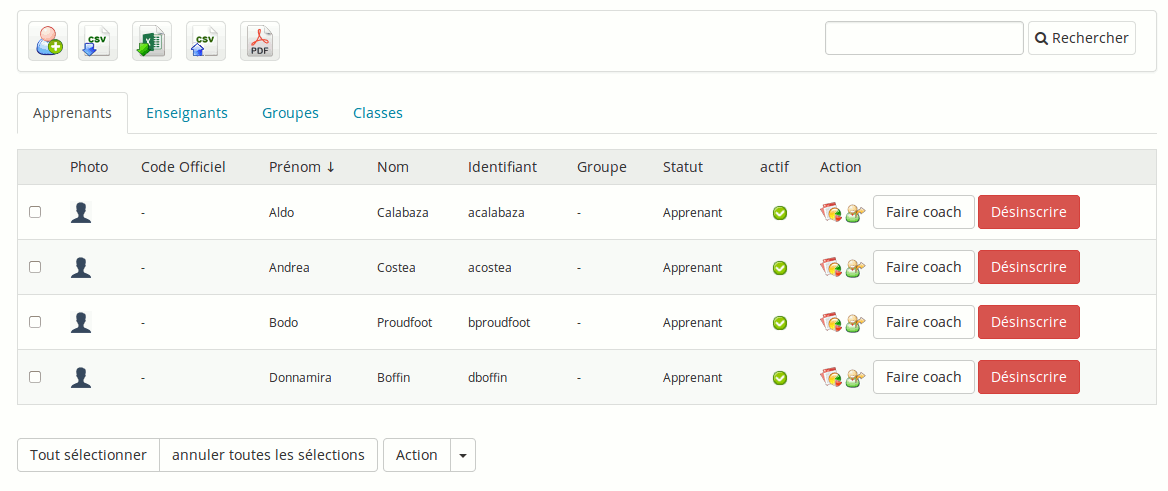 CSV CSV PDF Rechercher
Apprenants Enseignants Groupes Classes
Photo Code Officiel Prénom ↓ Nom Identifiant Groupe Statut actif Action
- Aldo Calabaza acalabaza - Apprenant Faire coach Désinscrire
- Andrea Costea acostea - Apprenant Faire coach Désinscrire
- Bodo Proudfoot bproudfoot - Apprenant Faire coach Désinscrire
- Donnamira Boffin dboffin - Apprenant Faire coach Désinscrire
Tout sélectionner annuler toutes les sélections Action